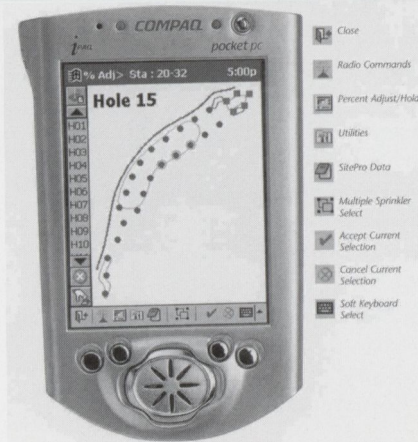 COMPAQ
iPAQ
pocket pc
% Adj> Sta : 20-32 5:00p
Hole 15
H01
H02
H03
H04
H05
H06
H07
H08
H09
H10
Close
Radio Commands
Percent Adjust/Hold
Utilities
SitePro Data
Multiple Sprinkler
Select
Accept Current
Selection
Cancel Current
Selection
Soft Keyboard
Select